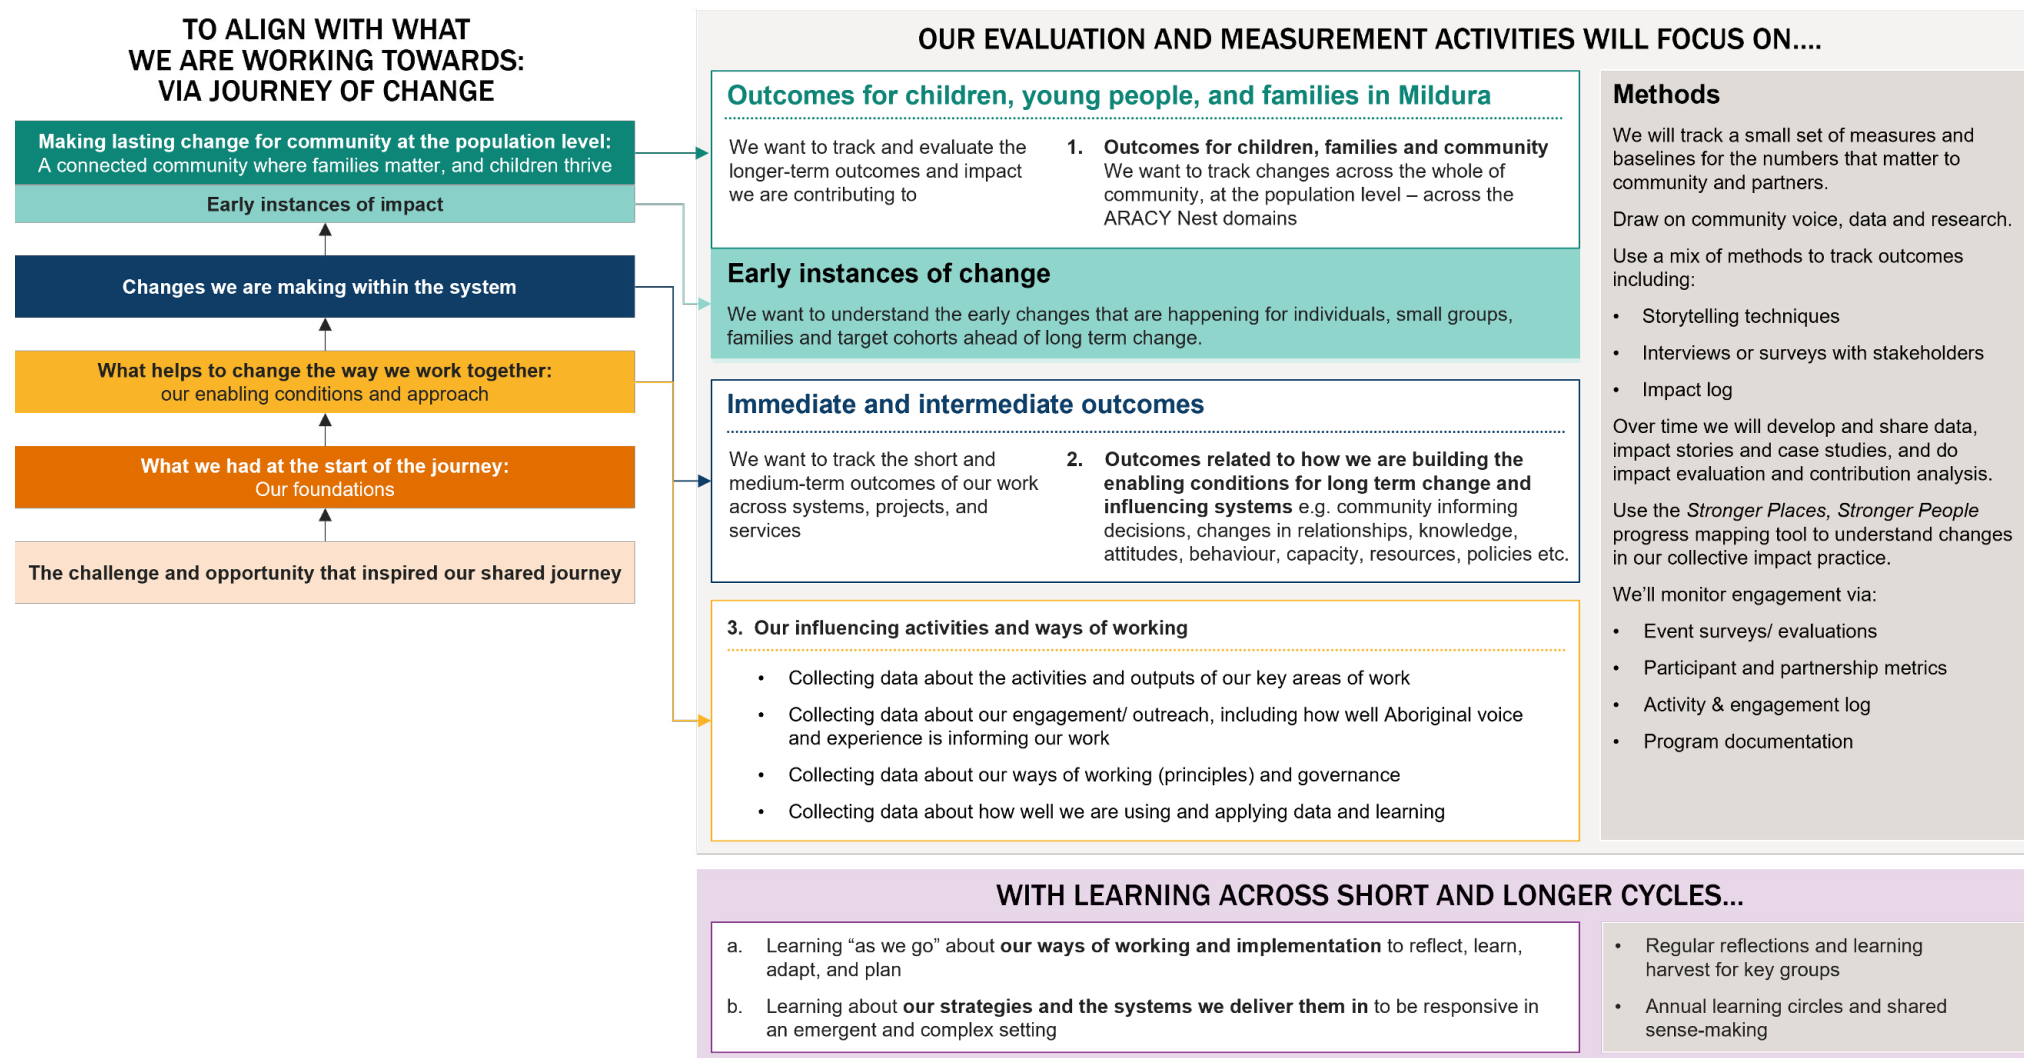 TO ALIGN WITH WHAT
WE ARE WORKING TOWARDS:
VIA JOURNEY OF CHANGE
Making lasting change for community at the population level:
A connected community where families matter, and children thrive
Early instances of impact
Changes we are making within the system
What helps to change the way we work together:
our enabling conditions and approach
What we had at the start of the journey:
Our foundations
The challenge and opportunity that inspired our shared journey
OUR EVALUATION AND MEASUREMENT ACTIVITIES WILL FOCUS ON....
Outcomes for children, young people, and families in Mildura
We want to track and evaluate the
longer-term outcomes and impact
we are contributing to
1. Outcomes for children, families and community
We want to track changes across the whole of
community, at the population level – across the
ARACY Nest domains
Early instances of change
We want to understand the early changes that are happening for individuals, small groups,
families and target cohorts ahead of long term change.
Immediate and intermediate outcomes
We want to track the short and
medium-term outcomes of our work
across systems, projects, and
services
2. Outcomes related to how we are building the
enabling conditions for long term change and
influencing systems e.g. community informing
decisions, changes in relationships, knowledge,
attitudes, behaviour, capacity, resources, policies etc.
3. Our influencing activities and ways of working
• Collecting data about the activities and outputs of our key areas of work
• Collecting data about our engagement/ outreach, including how well Aboriginal voice
and experience is informing our work
• Collecting data about our ways of working (principles) and governance
• Collecting data about how well we are using and applying data and learning
Methods
We will track a small set of measures and
baselines for the numbers that matter to
community and partners.
Draw on community voice, data and research.
Use a mix of methods to track outcomes
including:
• Storytelling techniques
• Interviews or surveys with stakeholders
• Impact log
Over time we will develop and share data,
impact stories and case studies, and do
impact evaluation and contribution analysis.
Use the Stronger Places, Stronger People
progress mapping tool to understand changes
in our collective impact practice.
We’ll monitor engagement via:
• Event surveys/ evaluations
• Participant and partnership metrics
• Activity & engagement log
• Program documentation
WITH LEARNING ACROSS SHORT AND LONGER CYCLES...
a. Learning “as we go” about our ways of working and implementation to reflect, learn,
adapt, and plan
b. Learning about our strategies and the systems we deliver them in to be responsive in
an emergent and complex setting
• Regular reflections and learning
harvest for key groups
• Annual learning circles and shared
sense-making